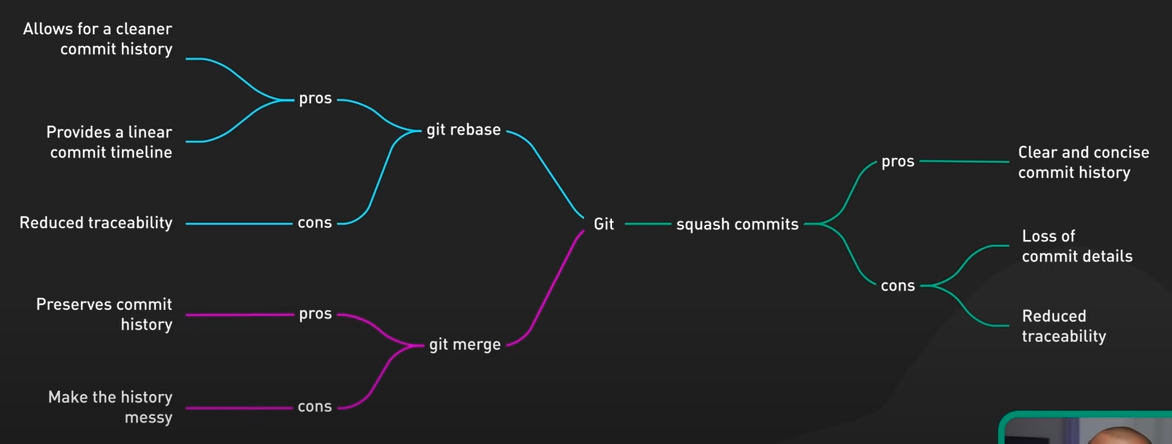 Allows for a cleaner
commit history
pros
Provides a linear
commit timeline
git rebase
Reduced traceability
cons
Git
squash commits
pros
Clear and concise
commit history
cons
Loss of
commit details
Reduced
traceability
Preserves commit
history
pros
git merge
Make the history
messy
cons